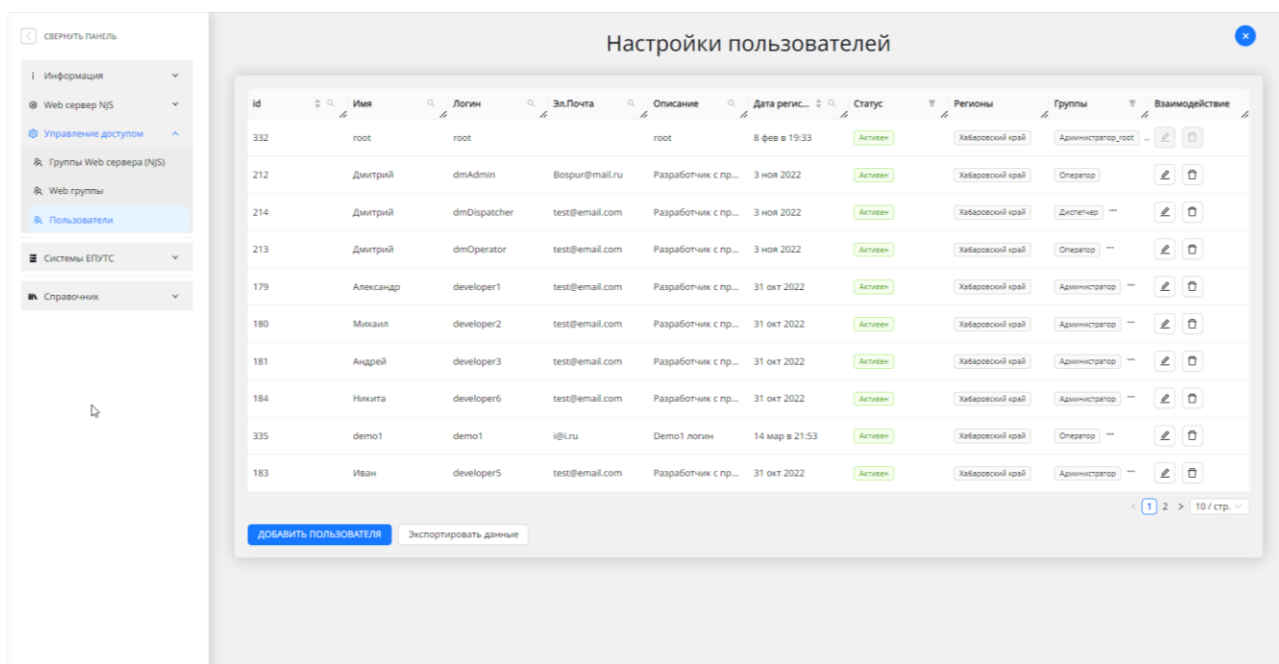 СВЕРНУТЬ ПАНЕЛЬ
Информация
Web сервер NJS
Управление доступом
Группы Web сервера (NJS)
Web группы
Пользователи
Системы ЕПУТС
Справочник
Настройки пользователей
id Имя Логин Эл.Почта Описание Дата регис... Статус Регионы Группы Взаимодействие
332 root root root 8 фев в 19:33 Активен Хабаровский край Администратор_root ...
212 Дмитрий dmAdmin Bospur@mail.ru Разработчик с пр... 3 ноя 2022 Активен Хабаровский край Оператор
214 Дмитрий dmDispatcher test@email.com Разработчик с пр... 3 ноя 2022 Активен Хабаровский край Диспетчер ...
213 Дмитрий dmOperator test@email.com Разработчик с пр... 3 ноя 2022 Активен Хабаровский край Оператор ...
179 Александр developer1 test@email.com Разработчик с пр... 31 окт 2022 Активен Хабаровский край Администратор ...
180 Михаил developer2 test@email.com Разработчик с пр... 31 окт 2022 Активен Хабаровский край Администратор ...
181 Андрей developer3 test@email.com Разработчик с пр... 31 окт 2022 Активен Хабаровский край Администратор ...
184 Никита developer6 test@email.com Разработчик с пр... 31 окт 2022 Активен Хабаровский край Администратор ...
335 demo1 demo1 i@i.ru Demo1 логин 14 мар в 21:53 Активен Хабаровский край Оператор ...
183 Иван developer5 test@email.com Разработчик с пр... 31 окт 2022 Активен Хабаровский край Администратор ...
< 1 2 > 10 / стр.
ДОБАВИТЬ ПОЛЬЗОВАТЕЛЯ Экспортировать данные